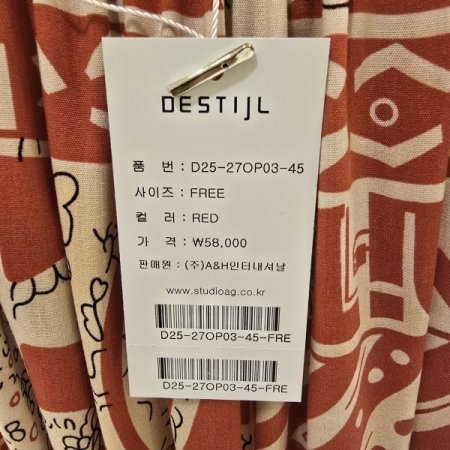 DESTIJL
품 번 : D25-27OP03-45
사이즈 : FREE
컬 러 : RED
가 격 : ₩58,000
판매원 : (주)A&H인터내셔날
www.studioag.co.kr
D25-27OP03-45-FRE
D25-27OP03-45-FRE